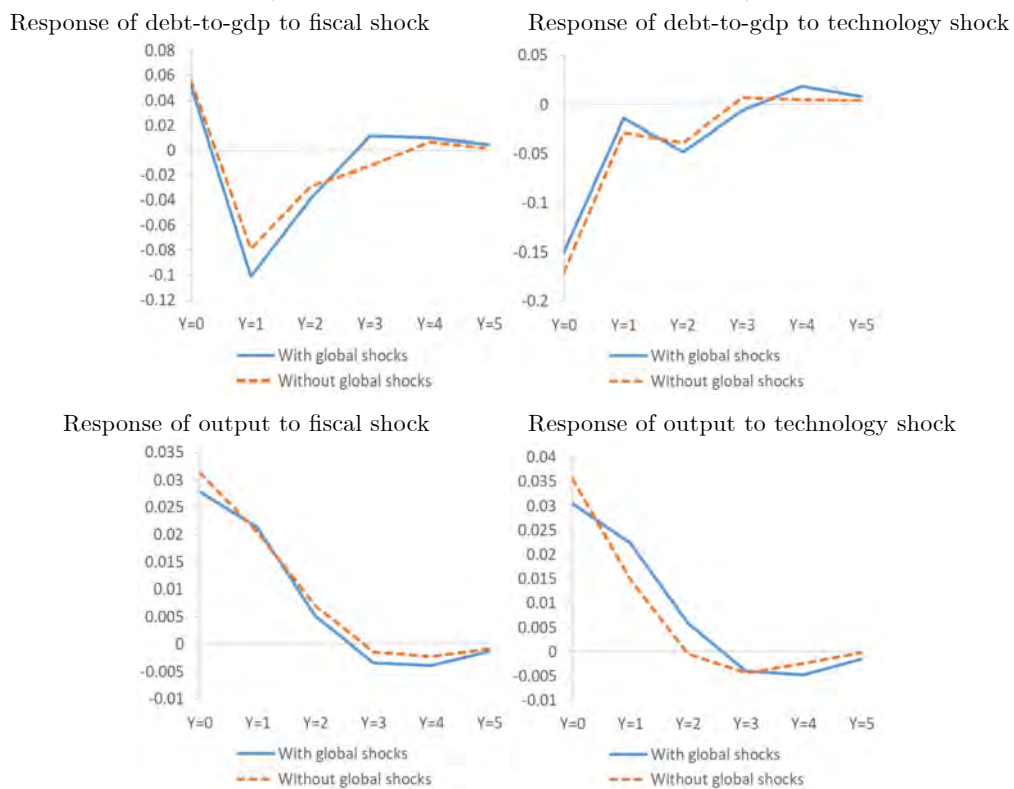 Response of debt-to-gdp to fiscal shock
0.08
0.06
0.04
0.02
0
-0.02
-0.04
-0.06
-0.08
-0.1
-0.12
Y=0 Y=1 Y=2 Y=3 Y=4 Y=5
With global shocks
Without global shocks
Response of debt-to-gdp to technology shock
0.05
0
-0.05
-0.1
-0.15
-0.2
Y=0 Y=1 Y=2 Y=3 Y=4 Y=5
With global shocks
Without global shocks
Response of output to fiscal shock
0.035
0.03
0.025
0.02
0.015
0.01
0.005
0
-0.005
-0.01
Y=0 Y=1 Y=2 Y=3 Y=4 Y=5
With global shocks
Without global shocks
Response of output to technology shock
0.04
0.035
0.03
0.025
0.02
0.015
0.01
0.005
0
-0.005
-0.01
Y=0 Y=1 Y=2 Y=3 Y=4 Y=5
With global shocks
Without global shocks